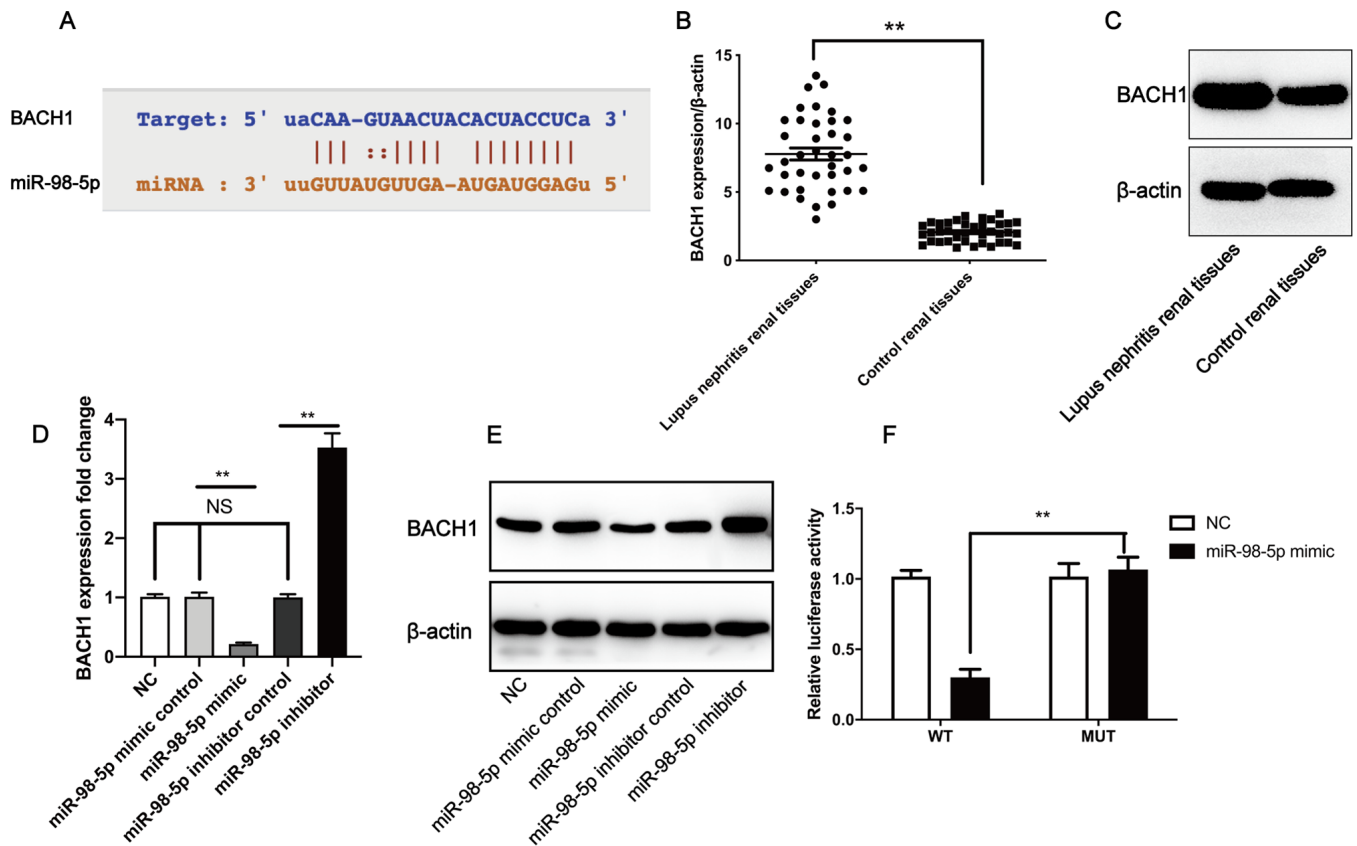 A
BACH1
Target: 5' uaCAA-GUAACUACACUACCUCa 3'
||| ::|||| ||||||||
miR-98-5p
miRNA : 3' uuGUUAUGUUGA-AUGAUGGAGu 5'
B
**
BACH1 expression/β-actin
15
10
5
0
Lupus nephritis renal tissues
Control renal tissues
C
BACH1
β-actin
Lupus nephritis renal tissues
Control renal tissues
D
BACH1 expression fold change
4
3
2
1
0
**
**
NS
NC
miR-98-5p mimic control
miR-98-5p mimic
miR-98-5p inhibitor control
miR-98-5p inhibitor
E
BACH1
β-actin
NC
miR-98-5p mimic control
miR-98-5p mimic
miR-98-5p inhibitor control
miR-98-5p inhibitor
F
Relative luciferase activity
1.5
1.0
0.5
0.0
**
WT
MUT
NC
miR-98-5p mimic